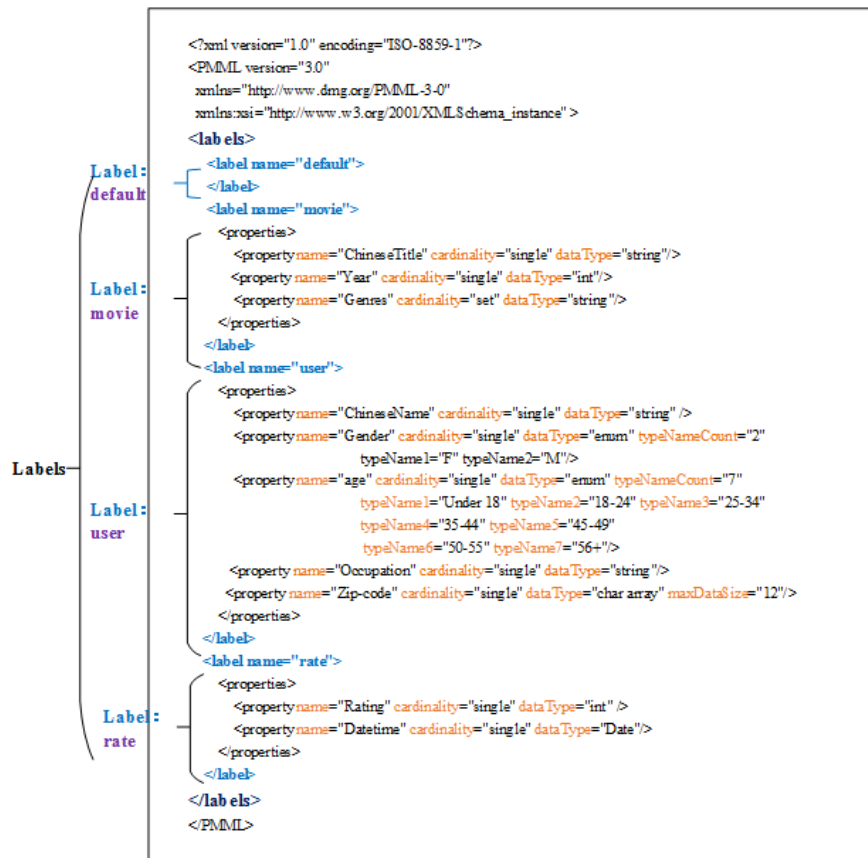 <?xml version="1.0" encoding="ISO-8859-1"?>
<PMML version="3.0"
xmlns="http://www.dmg.org/PMML-3-0"
xmlns:xsi="http://www.w3.org/2001/XMLSchema_instance" >
<labels>
Label:
default
<label name="default">
</label>
<label name="movie">
Label:
movie
<properties>
<property name="ChineseTitle" cardinality="single" dataType="string"/>
<property name="Year" cardinality="single" dataType="int"/>
<property name="Genres" cardinality="set" dataType="string"/>
</properties>
</label>
<label name="user">
Labels
Label:
user
<properties>
<property name="ChineseName" cardinality="single" dataType="string" />
<property name="Gender" cardinality="single" dataType="enum" typeNameCount="2"
typeName1="F" typeName2="M"/>
<property name="age" cardinality="single" dataType="enum" typeNameCount="7"
typeName1="Under 18" typeName2="18-24" typeName3="25-34"
typeName4="35-44" typeName5="45-49"
typeName6="50-55" typeName7="56+"/>
<property name="Occupation" cardinality="single" dataType="string"/>
<property name="Zip-code" cardinality="single" dataType="char array" maxDataSize="12"/>
</properties>
</label>
<label name="rate">
Label:
rate
<properties>
<property name="Rating" cardinality="single" dataType="int" />
<property name="Datetime" cardinality="single" dataType="Date"/>
</properties>
</label>
</labels>
</PMML>